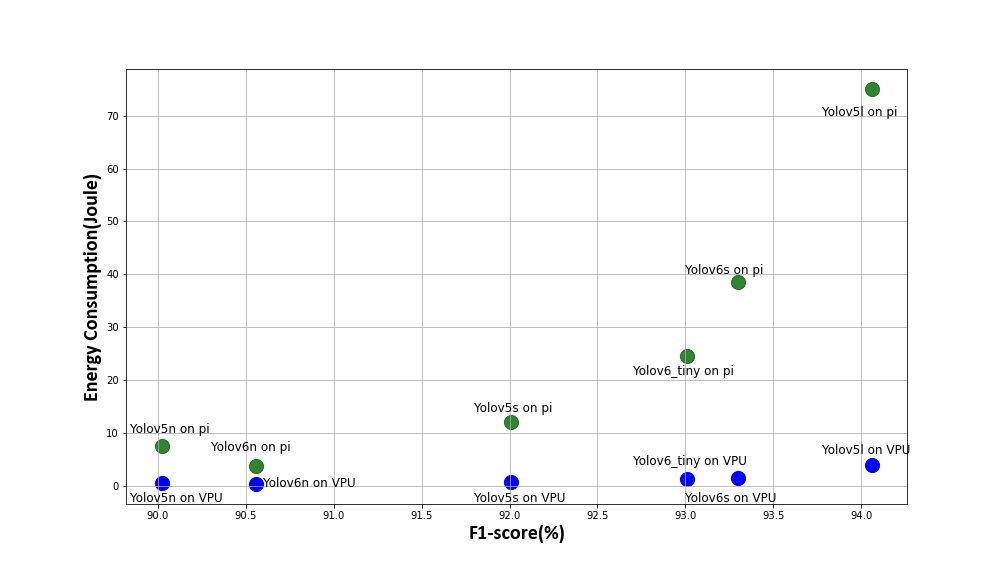 70
60
50
40
30
20
10
0
Energy Consumption(Joule)
Yolov5l on pi
Yolov6s on pi
Yolov6_tiny on pi
Yolov5s on pi
Yolov5n on pi
Yolov6n on pi
Yolov5l on VPU
Yolov6_tiny on VPU
Yolov6n on VPU
Yolov5n on VPU
Yolov5s on VPU
Yolov6s on VPU
90.0 90.5 91.0 91.5 92.0 92.5 93.0 93.5 94.0
F1-score(%)